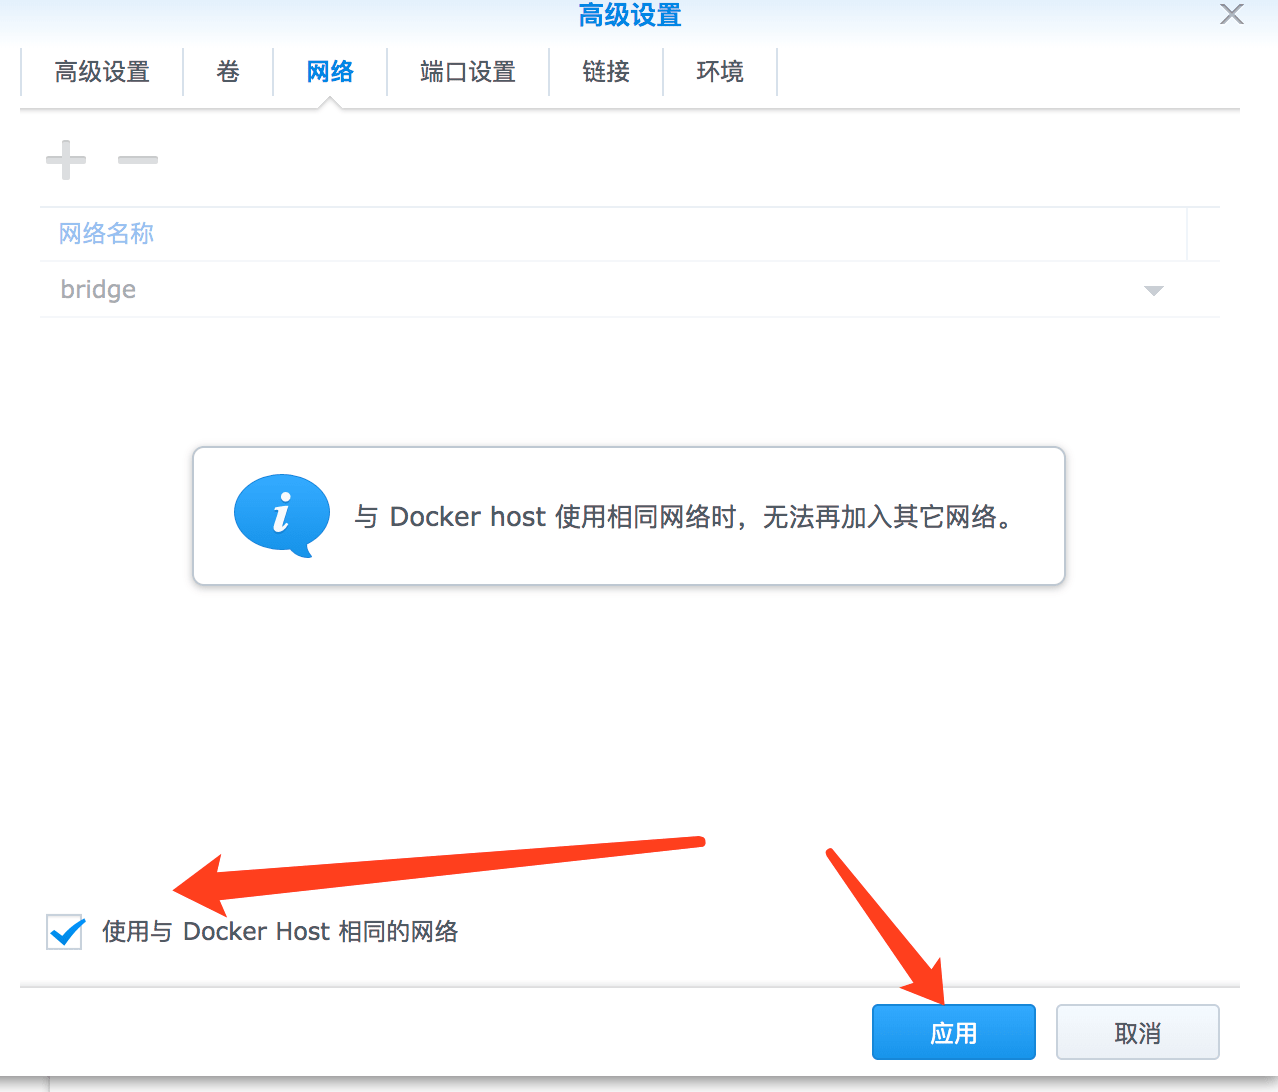 高级设置
高级设置 卷 网络 端口设置 链接 环境
网络名称
bridge
与 Docker host 使用相同网络时，无法再加入其它网络。
使用与 Docker Host 相同的网络
应用 取消